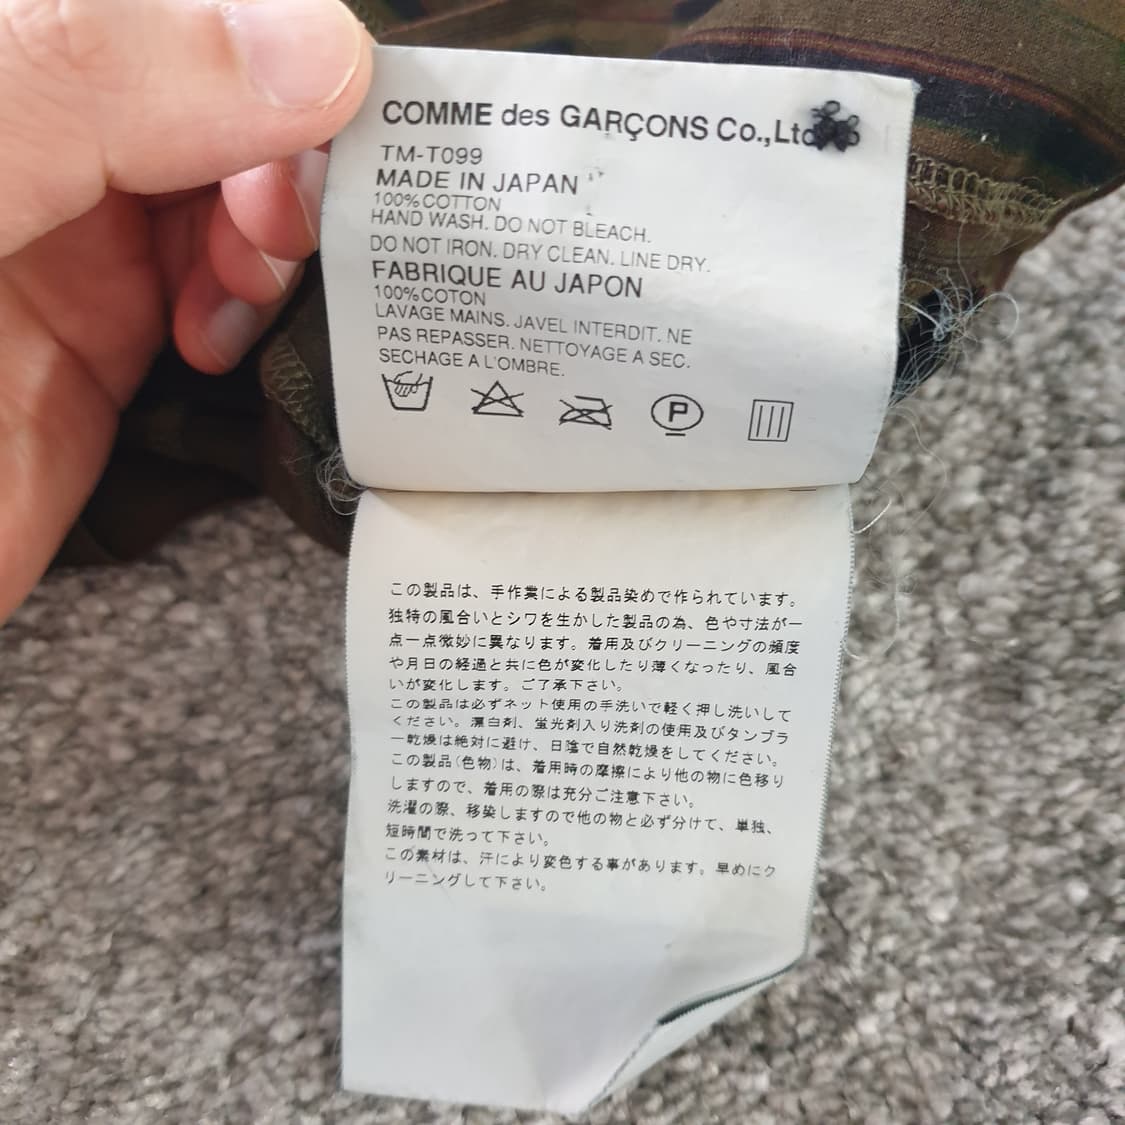 COMME des GARÇONS Co.,Ltd
TM-T099
MADE IN JAPAN
100%COTTON
HAND WASH. DO NOT BLEACH.
DO NOT IRON. DRY CLEAN. LINE DRY.
FABRIQUE AU JAPON
100%COTON
LAVAGE MAINS. JAVEL INTERDIT. NE
PAS REPASSER. NETTOYAGE A SEC.
SECHAGE A L'OMBRE.
P
この製品は、手作業による製品染めで作られています。
独特の風合いとシワを生かした製品の為、色や寸法が一
点一点微妙に異なります。着用及びクリーニングの頻度
や月日の経過と共に色が変化したり薄くなったり、風合
いが変化します。ご了承下さい。
この製品は必ずネット使用の手洗いで軽く押し洗いして
ください。漂白剤、蛍光剤入り洗剤の使用及びタンブラ
ー乾燥は絶対に避け、日陰で自然乾燥をしてください。
この製品(色物)は、着用時の摩擦により他の物に色移り
しますので、着用の際は充分ご注意下さい。
洗濯の際、移染しますので他の物と必ず分けて、単独、
短時間で洗って下さい。
この素材は、汗により変色する事があります。早めにク
リーニングして下さい。